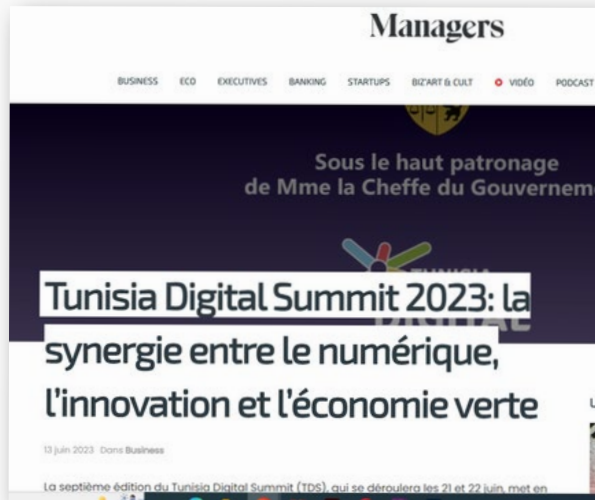 Managers
BUSINESS ECO EXECUTIVES BANKING STARTUPS BIZ'ART & CULT VIDÉO PODCAST
Sous le haut patronage
de Mme la Cheffe du Gouvernem
TUNISIA
DIGITAL
Tunisia Digital Summit 2023: la
synergie entre le numérique,
l'innovation et l'économie verte
13 juin 2023 Dans Business
La septième édition du Tunisia Digital Summit (TDS), qui se déroulera les 21 et 22 juin, met en